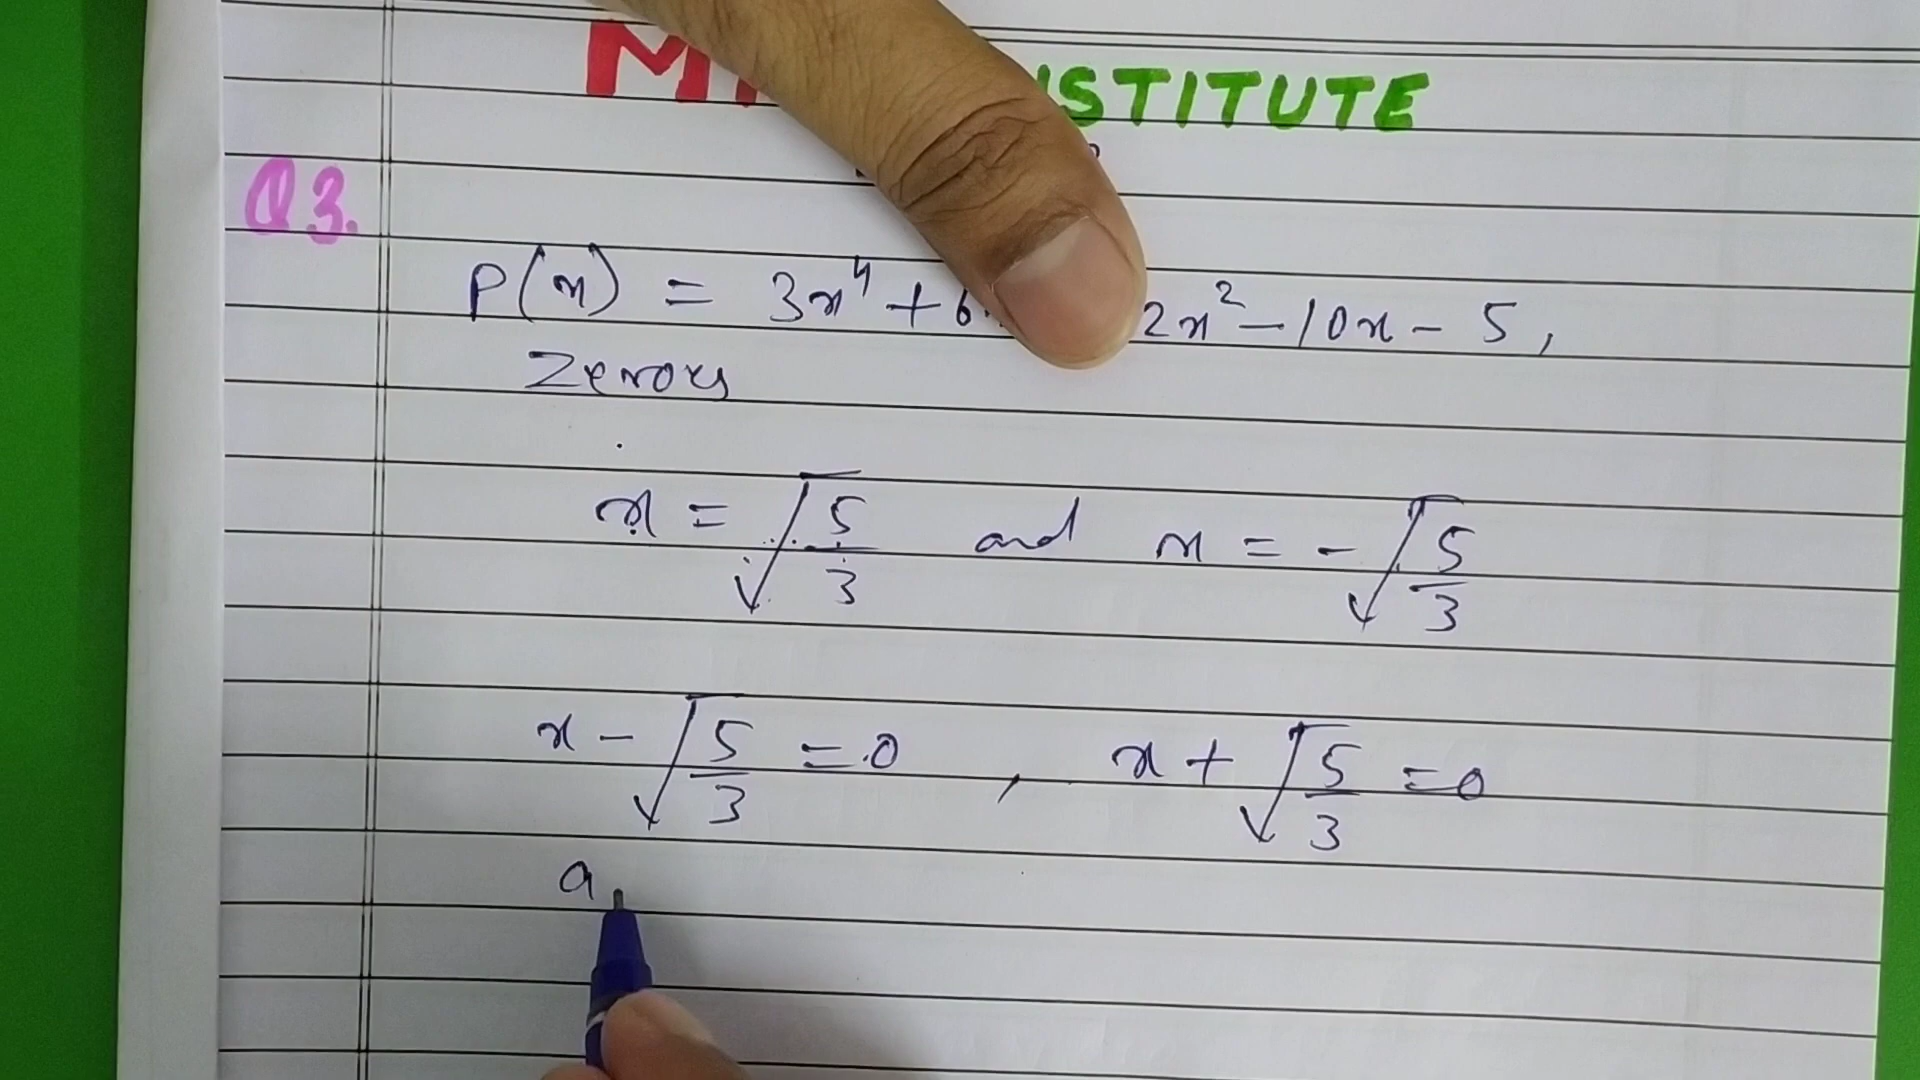 STITUTE
Q3.
P(x) = 3x⁴ + 6 2x² - 10x - 5,
Zeroes
x = √5/3 and x = -√5/3
x - √5/3 = 0 , x + √5/3 = 0
a